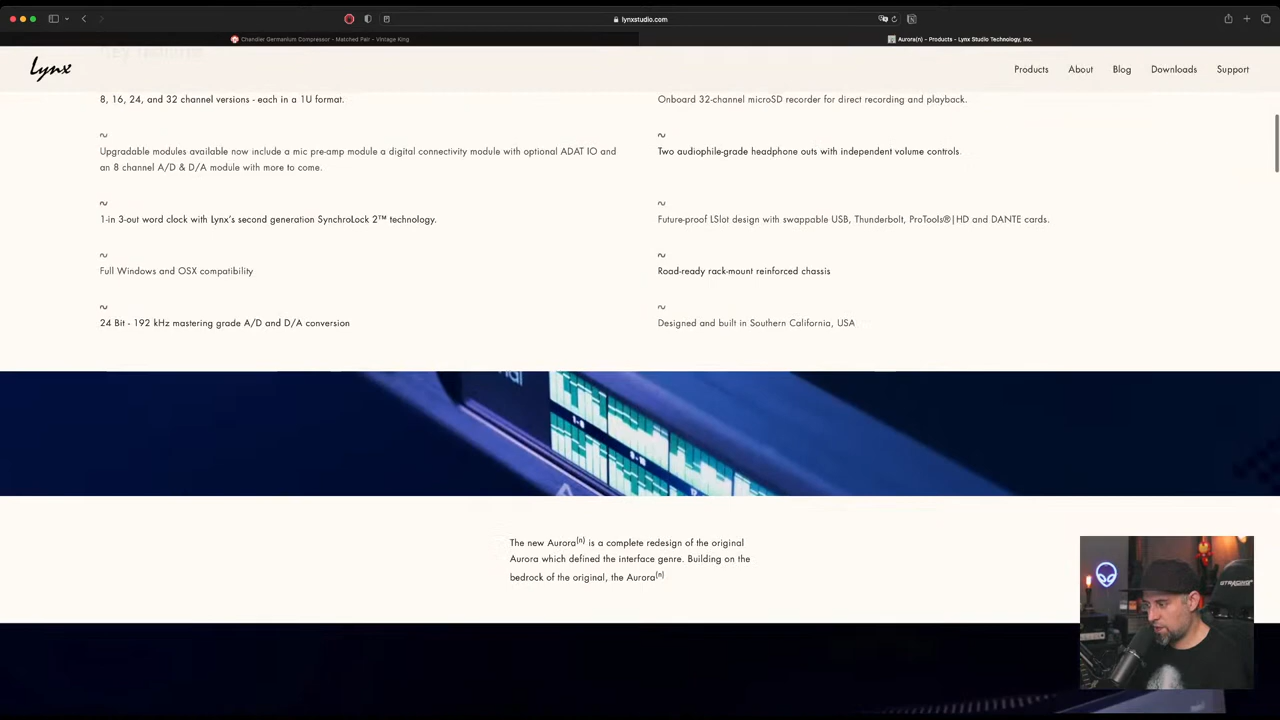 lynxstudio.com
Chandler Germanium Compressor - Matched Pair - Vintage King
Aurora(n) - Products - Lynx Studio Technology, Inc.
Key Features
Lynx
Products
About
Blog
Downloads
Support
8, 16, 24, and 32 channel versions - each in a 1U format.
Onboard 32-channel microSD recorder for direct recording and playback.
~
Upgradable modules available now include a mic pre-amp module a digital connectivity module with optional ADAT IO and
an 8 channel A/D & D/A module with more to come.
~
Two audiophile-grade headphone outs with independent volume controls.
~
1-in 3-out word clock with Lynx's second generation SynchroLock 2™ technology.
~
Future-proof LSlot design with swappable USB, Thunderbolt, ProTools®|HD and DANTE cards.
~
Full Windows and OSX compatibility
~
Road-ready rack-mount reinforced chassis
~
24 Bit - 192 kHz mastering grade A/D and D/A conversion
~
Designed and built in Southern California, USA
1-8
The new Aurora(n) is a complete redesign of the original
Aurora which defined the interface genre. Building on the
bedrock of the original, the Aurora(n)